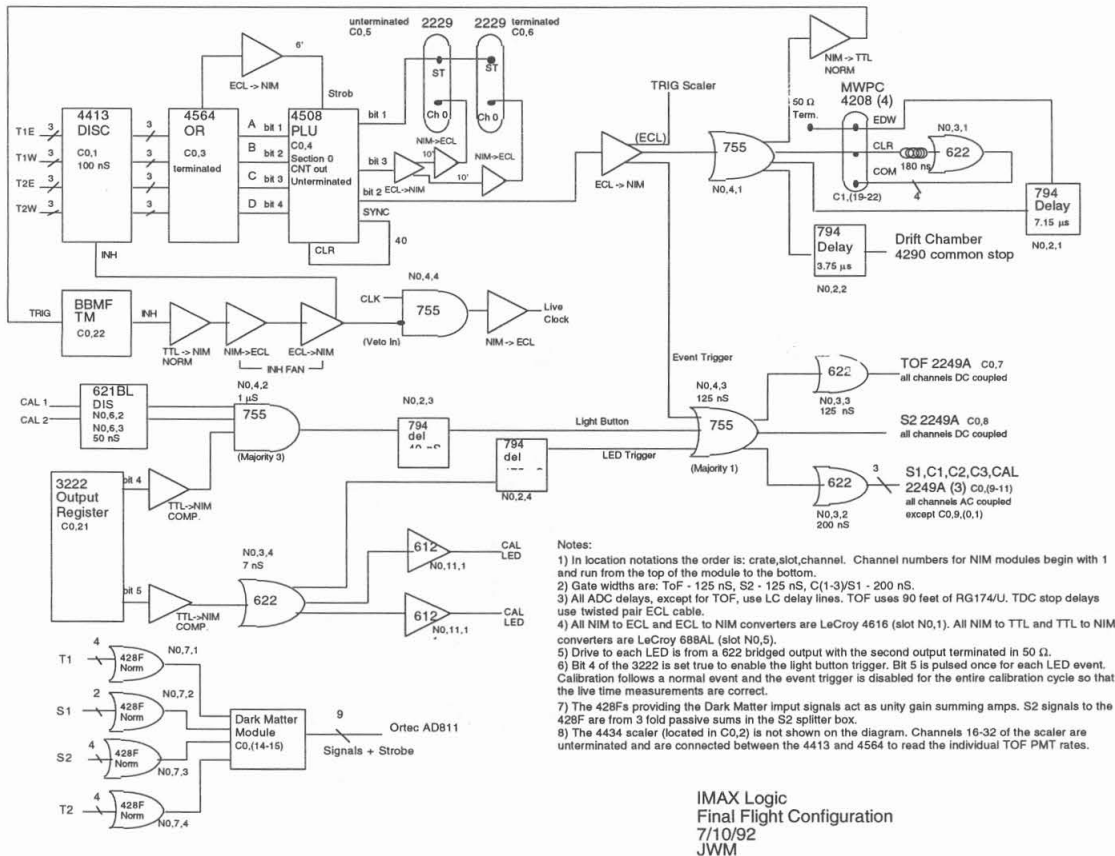 unterminated
C0,5
2229
2229
terminated
C0,6
6'
ECL -> NIM
Strob
ST
ST
Ch 0
Ch 0
NIM -> TTL
NORM
TRIG Scaler
MWPC
4208 (4)
50 Ω
Term.
EDW
CLR
COM
180 ns
4
C1,(19-22)
N0,3,1
622
4413
DISC
C0,1
100 nS
4564
OR
C0,3
terminated
4508
PLU
C0,4
Section 0
CNT out
Unterminated
T1E
T1W
T2E
T2W
3
3
3
3
3
3
3
3
A
bit 1
B
bit 2
C
bit 3
D
bit 4
bit 1
bit 3
bit 2
NIM->ECL
10'
NIM->ECL
10'
ECL->NIM
SYNC
40
CLR
(ECL)
ECL -> NIM
755
N0,4,1
794
Delay
7.15 µs
N0,2,1
794
Delay
3.75 µs
N0,2,2
Drift Chamber
4290 common stop
INH
TRIG
BBMF
TM
C0,22
INH
TTL -> NIM
NORM
NIM->ECL
ECL->NIM
INH FAN
N0,4,4
CLK
755
(Veto In)
NIM -> ECL
Live
Clock
Event Trigger
CAL 1
CAL 2
621BL
DIS
N0,6,2
N0,6,3
50 nS
N0,4,2
1 µS
755
(Majority 3)
N0,2,3
794
del
Light Button
794
del
N0,2,4
LED Trigger
N0,4,3
125 nS
755
(Majority 1)
622
N0,3,3
125 nS
TOF 2249A C0,7
all channels DC coupled
S2 2249A C0,8
all channels DC coupled
622
N0,3,2
200 nS
3
S1,C1,C2,C3,CAL
2249A (3) C0,(9-11)
all channels AC coupled
except C0,9,(0,1)
3222
Output
Register
C0,21
bit 4
TTL->NIM
COMP.
bit 5
TTL->NIM
COMP.
N0,3,4
7 nS
622
612
N0,11,1
CAL
LED
612
N0,11,1
CAL
LED
T1
4
428F
Norm
N0,7,1
S1
2
428F
Norm
N0,7,2
S2
4
428F
Norm
N0,7,3
T2
4
428F
Norm
N0,7,4
Dark Matter
Module
C0,(14-15)
9
Signals + Strobe
Ortec AD811
Notes:
1) In location notations the order is: crate,slot,channel. Channel numbers for NIM modules begin with 1
and run from the top of the module to the bottom.
2) Gate widths are: ToF - 125 nS, S2 - 125 nS, C(1-3)/S1 - 200 nS.
3) All ADC delays, except for TOF, use LC delay lines. TOF uses 90 feet of RG174/U. TDC stop delays
use twisted pair ECL cable.
4) All NIM to ECL and ECL to NIM converters are LeCroy 4616 (slot N0,1). All NIM to TTL and TTL to NIM
converters are LeCroy 688AL (slot N0,5).
5) Drive to each LED is from a 622 bridged output with the second output terminated in 50 Ω.
6) Bit 4 of the 3222 is set true to enable the light button trigger. Bit 5 is pulsed once for each LED event.
Calibration follows a normal event and the event trigger is disabled for the entire calibration cycle so that
the live time measurements are correct.
7) The 428Fs providing the Dark Matter imput signals act as unity gain summing amps. S2 signals to the
428F are from 3 fold passive sums in the S2 splitter box.
8) The 4434 scaler (located in C0,2) is not shown on the diagram. Channels 16-32 of the scaler are
unterminated and are connected between the 4413 and 4564 to read the individual TOF PMT rates.
IMAX Logic
Final Flight Configuration
7/10/92
JWM